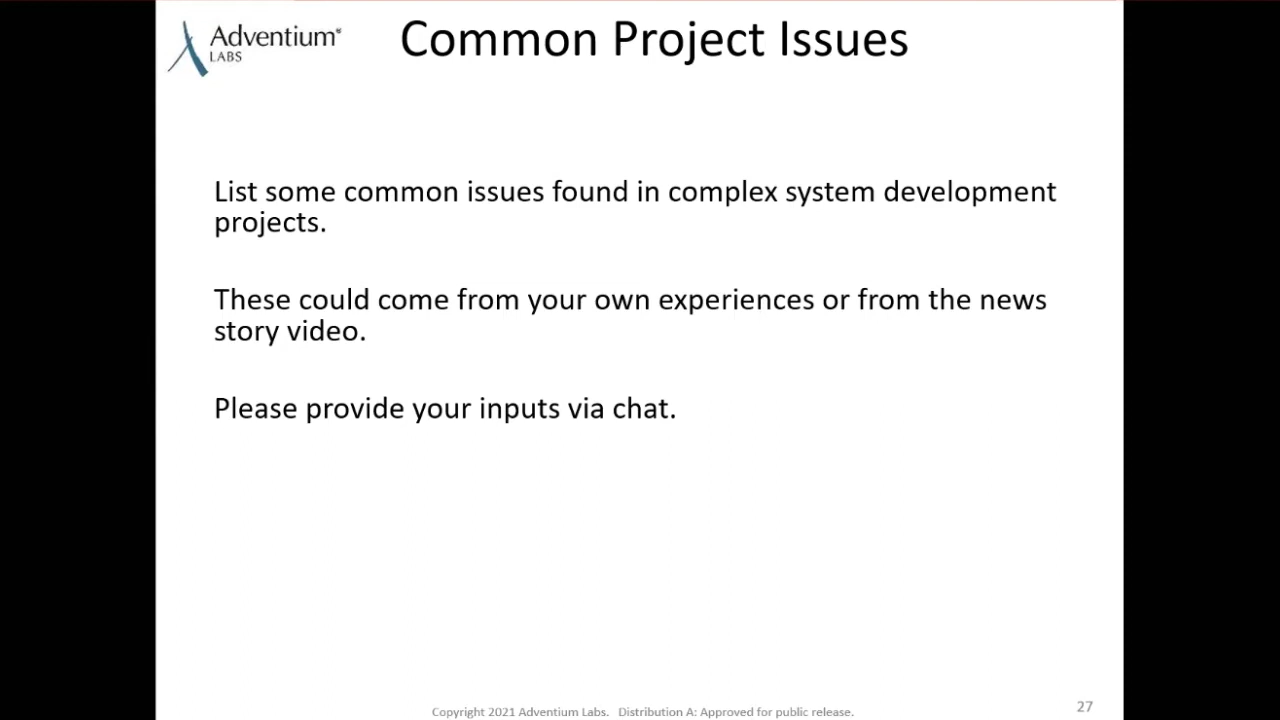 Adventium®
LABS
Common Project Issues
List some common issues found in complex system development
projects.
These could come from your own experiences or from the news
story video.
Please provide your inputs via chat.
Copyright 2021 Adventium Labs. Distribution A: Approved for public release.
27